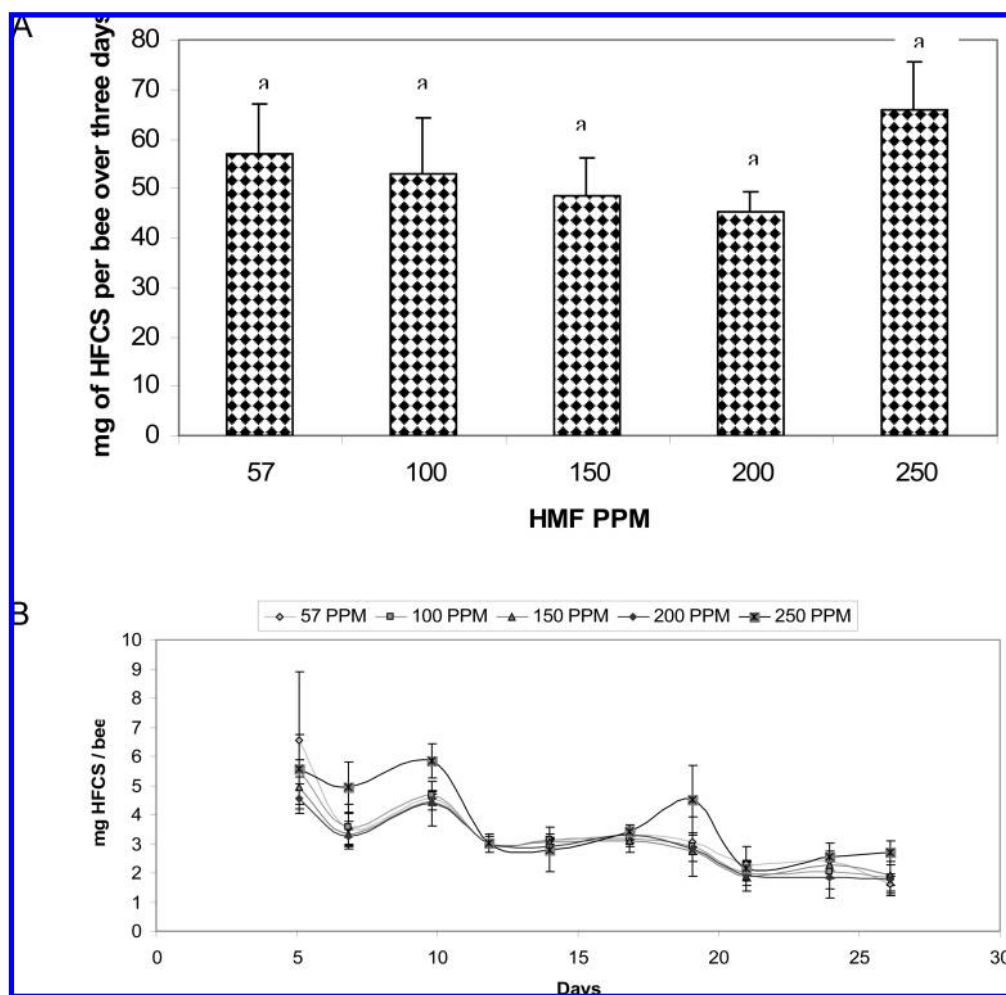 A
mg of HFCS per bee over three days
80
70
60
50
40
30
20
10
0
a a a a a
57 100 150 200 250
HMF PPM
B
57 PPM 100 PPM 150 PPM 200 PPM 250 PPM
mg HFCS / bee
10
9
8
7
6
5
4
3
2
1
0
0 5 10 15 20 25 30
Days